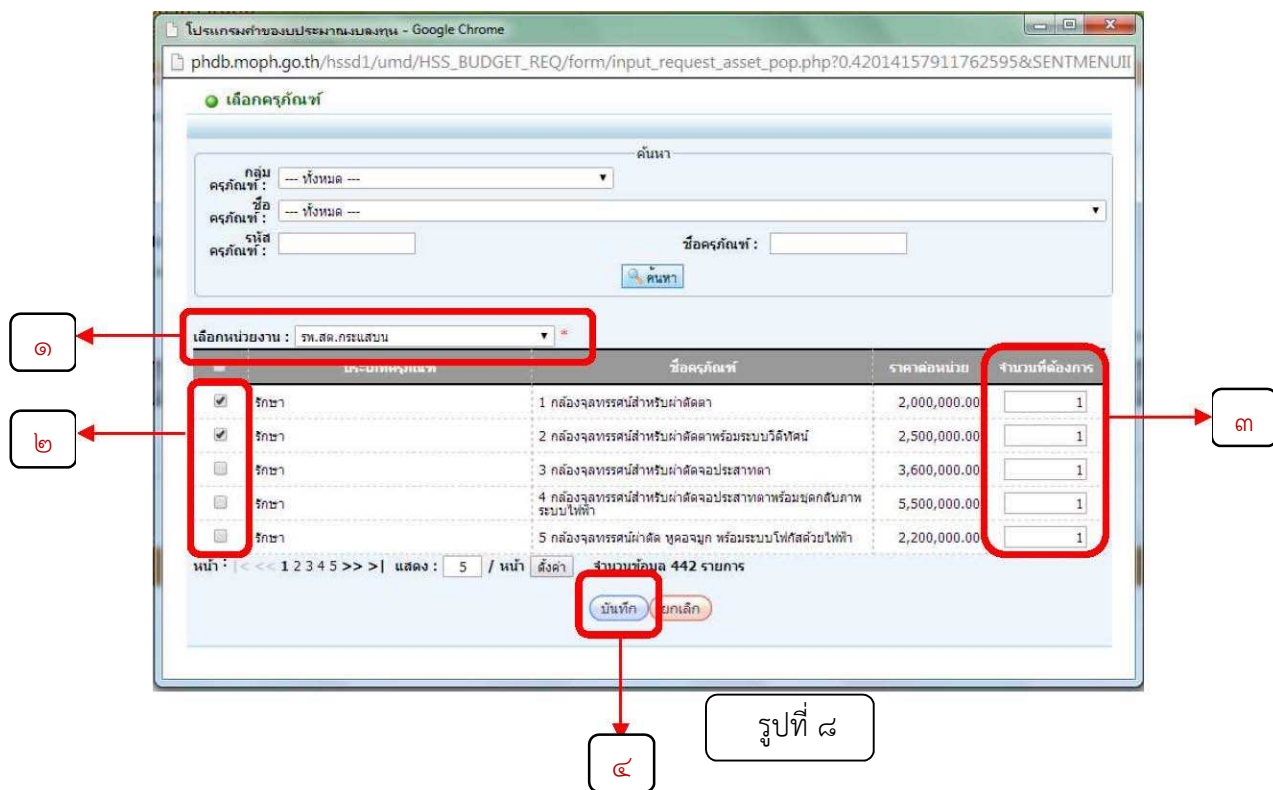 โปรแกรมคำของบประมาณงบลงทุน - Google Chrome
phdb.moph.go.th/hssd1/umd/HSS_BUDGET_REQ/form/input_request_asset_pop.php?0.42014157911762595&SENTMENUII
เลือกครุภัณฑ์
ค้นหา
กลุ่ม
ครุภัณฑ์ : --- ทั้งหมด ---
ชื่อ
ครุภัณฑ์ : --- ทั้งหมด ---
รหัส
ครุภัณฑ์ : ชื่อครุภัณฑ์ :
ค้นหา
๑ เลือกหน่วยงาน : รพ.สต.กระแสบน *
ประเภทครุภัณฑ์ ชื่อครุภัณฑ์ ราคาต่อหน่วย จำนวนที่ต้องการ
รักษา 1 กล้องจุลทรรศน์สำหรับผ่าตัดตา 2,000,000.00 1
๓
๒
รักษา 2 กล้องจุลทรรศน์สำหรับผ่าตัดตาพร้อมระบบวีดีทัศน์ 2,500,000.00 1
รักษา 3 กล้องจุลทรรศน์สำหรับผ่าตัดจอประสาทตา 3,600,000.00 1
รักษา 4 กล้องจุลทรรศน์สำหรับผ่าตัดจอประสาทตาพร้อมชุดกลับภาพ 5,500,000.00 1
ระบบไฟฟ้า
รักษา 5 กล้องจุลทรรศน์ผ่าตัด หูคอจมูก พร้อมระบบโฟกัสด้วยไฟฟ้า 2,200,000.00 1
หน้า : |< << 1 2 3 4 5 >> >| แสดง : 5 / หน้า ตั้งค่า จำนวนข้อมูล 442 รายการ
บันทึก ยกเลิก
รูปที่ ๘
๔